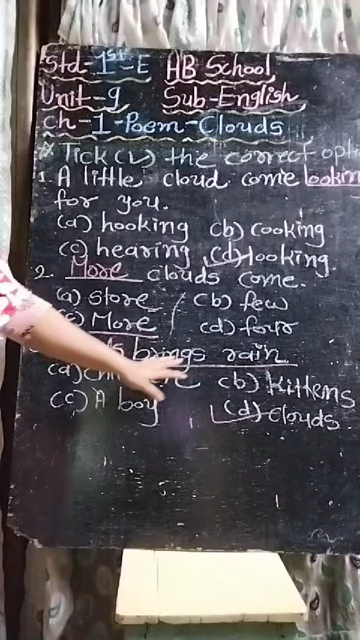 Std-1st-E AB School
Unit-9 Sub-English
Ch-1-Poem-Clouds
Tick (✓) the correct opti
1. A little cloud come lookin
for you.
(a) hooking (b) cooking
(c) hearing (d) looking.
2. More clouds come.
(a) Store (b) few
(c) More (d) four
brings rain
(b) kittens
(c) A boy (d) clouds